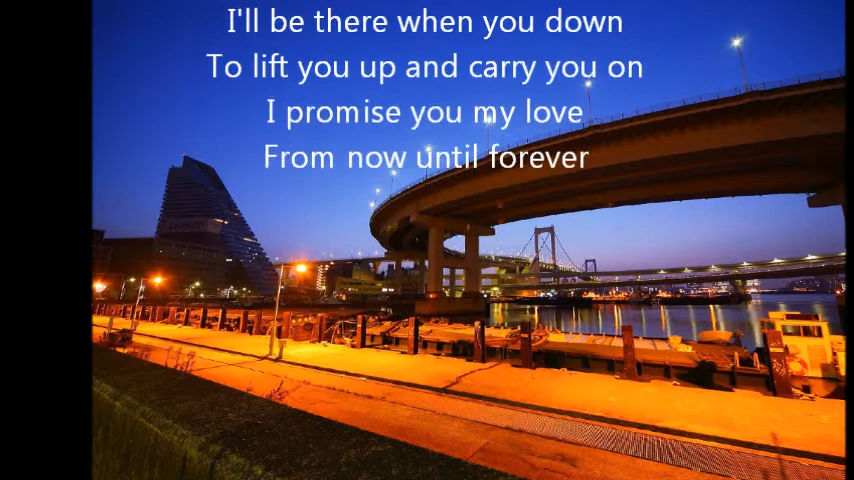 I'll be there when you down
To lift you up and carry you on
I promise you my love
From now until forever